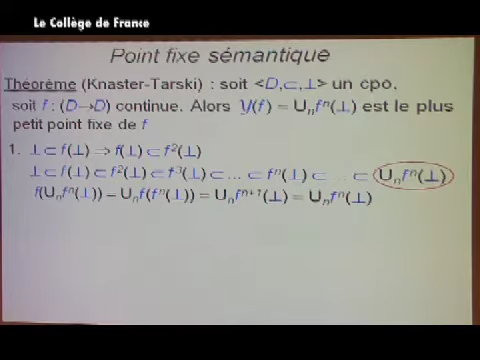 Le Collège de France
Point fixe sémantique
Théorème (Knaster-Tarski) : soit <D,⊂,⊥> un cpo,
soit f : (D→D) continue. Alors Y(f) = ∪ₙfⁿ(⊥) est le plus
petit point fixe de f
1. ⊥ ⊂ f(⊥) ⇒ f(⊥) ⊂ f²(⊥)
⊥ ⊂ f(⊥) ⊂ f²(⊥) ⊂ f³(⊥) ⊂ ... ⊂ fⁿ(⊥) ⊂ ... ⊂ ∪ₙfⁿ(⊥)
f(∪ₙfⁿ(⊥)) = ∪ₙf(fⁿ(⊥)) = ∪ₙfⁿ⁺¹(⊥) = ∪ₙfⁿ(⊥)